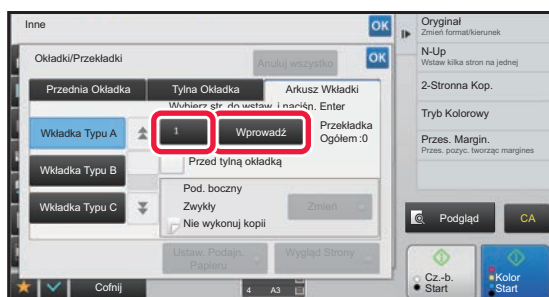 Inne
OK
Okładki/Przekładki
Anuluj wszystko
OK
Przednia Okładka
Tylna Okładka
Arkusz Wkładki
Wybierz str. do wstaw. i naciśn. Enter
Wkładka Typu A
1
Wprowadź
Przekładka
Ogółem :0
Przed tylną okładką
Wkładka Typu B
Pod. boczny
Zwykły
Zmień
Nie wykonuj kopii
Wkładka Typu C
Ustaw. Podajn.
Papieru
Wygląd Strony
Cofnij
4
A3
Oryginał
Zmień format/kierunek
N-Up
Wstaw kilka stron na jednej
2-Stronna Kop.
Tryb Kolorowy
Przes. Margin.
Przes. pozyc. tworząc margines
Podgląd
CA
Cz.-b.
Start
Kolor
Start